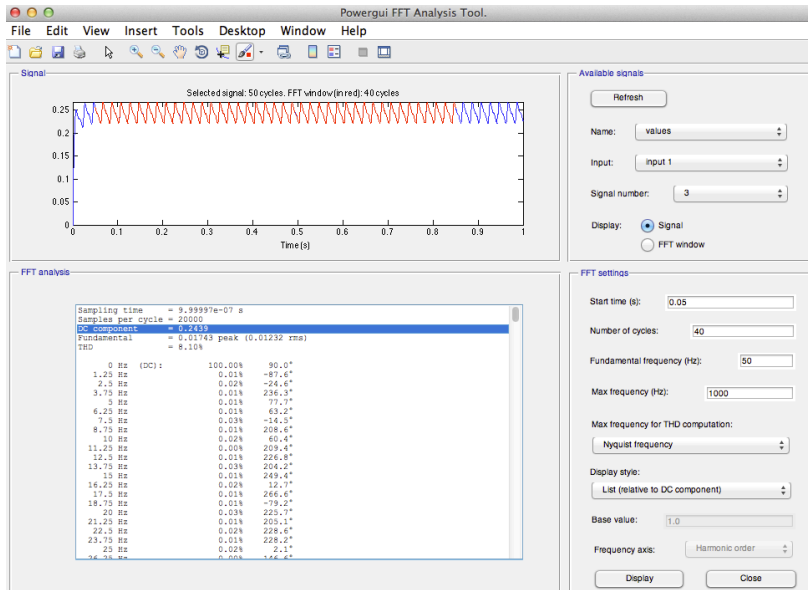 Powergui FFT Analysis Tool.
File Edit View Insert Tools Desktop Window Help
Signal
Selected signal: 50 cycles. FFT window (in red): 40 cycles
0.25
0.2
0.15
0.1
0.05
0
0 0.1 0.2 0.3 0.4 0.5 0.6 0.7 0.8 0.9 1
Time (s)
FFT analysis
Sampling time = 9.99997e-07 s
Samples per cycle = 20000
DC component = 0.2439
Fundamental = 0.01743 peak (0.01232 rms)
THD = 8.10%
0 Hz (DC): 100.00% 90.0°
1.25 Hz 0.01% -87.6°
2.5 Hz 0.02% -24.6°
3.75 Hz 0.01% 236.3°
5 Hz 0.01% 77.7°
6.25 Hz 0.01% 63.2°
7.5 Hz 0.03% -14.5°
8.75 Hz 0.01% 208.6°
10 Hz 0.02% 60.4°
11.25 Hz 0.00% 209.4°
12.5 Hz 0.01% 226.8°
13.75 Hz 0.03% 204.2°
15 Hz 0.01% 249.4°
16.25 Hz 0.02% 12.7°
17.5 Hz 0.01% 266.6°
18.75 Hz 0.01% -79.2°
20 Hz 0.03% 225.7°
21.25 Hz 0.01% 205.1°
22.5 Hz 0.02% 228.6°
23.75 Hz 0.01% 228.2°
25 Hz 0.02% 2.1°
26.25 Hz 0.00% 146.6°
Available signals
Refresh
Name: values
Input: input 1
Signal number: 3
Display: Signal
FFT window
FFT settings
Start time (s): 0.05
Number of cycles: 40
Fundamental frequency (Hz): 50
Max frequency (Hz): 1000
Max frequency for THD computation:
Nyquist frequency
Display style:
List (relative to DC component)
Base value: 1.0
Frequency axis: Harmonic order
Display Close